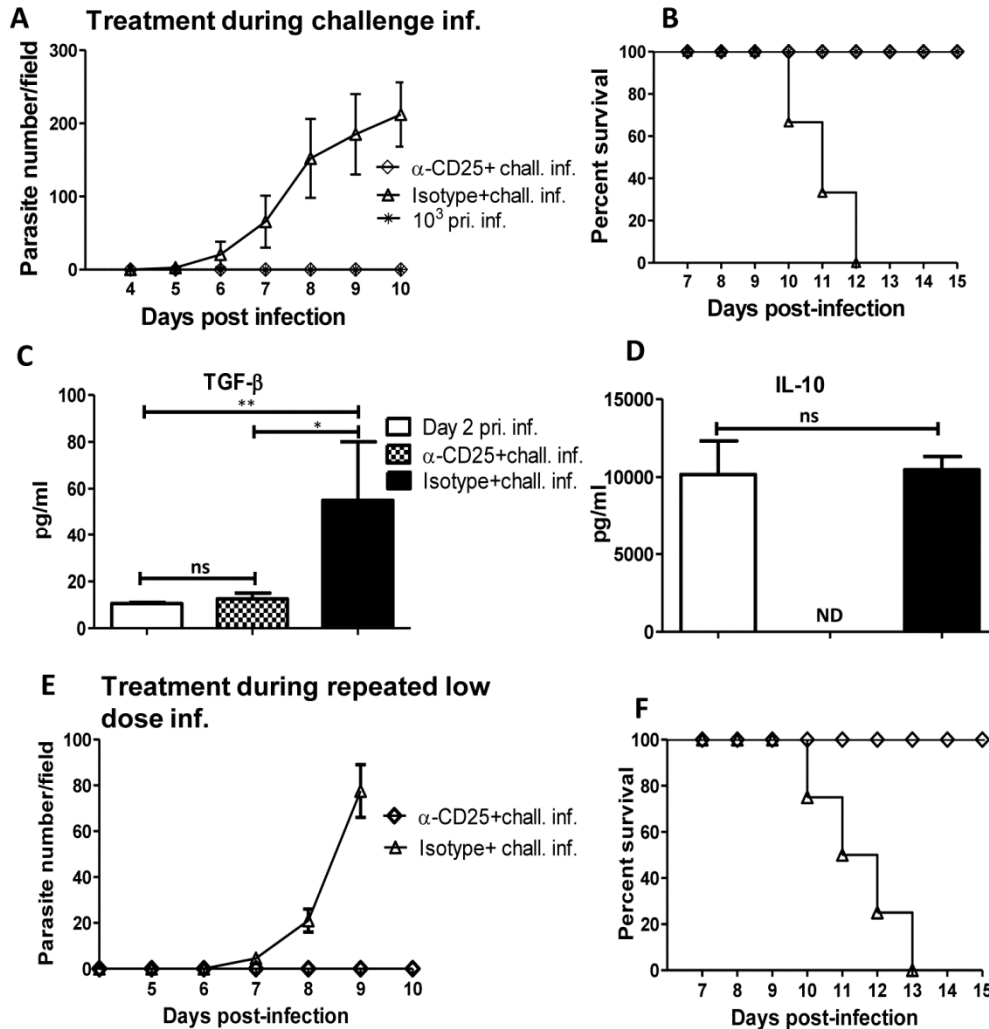 A
Treatment during challenge inf.
Parasite number/field
300
200
100
0
4 5 6 7 8 9 10
Days post infection
α-CD25+ chall. inf.
Isotype+chall. inf.
10³ pri. inf.
B
Percent survival
100
80
60
40
20
0
7 8 9 10 11 12 13 14 15
Days post-infection
C
TGF-β
pg/ml
100
80
60
40
20
0
**
*
ns
Day 2 pri. inf.
α-CD25+chall. inf.
Isotype+chall. inf.
D
IL-10
pg/ml
15000
10000
5000
0
ns
ND
E
Treatment during repeated low
dose inf.
Parasite number/field
100
80
60
40
20
0
5 6 7 8 9 10
Days post-infection
α-CD25+chall. inf.
Isotype+ chall. inf.
F
Percent survival
100
80
60
40
20
0
7 8 9 10 11 12 13 14 15
Days post-infection